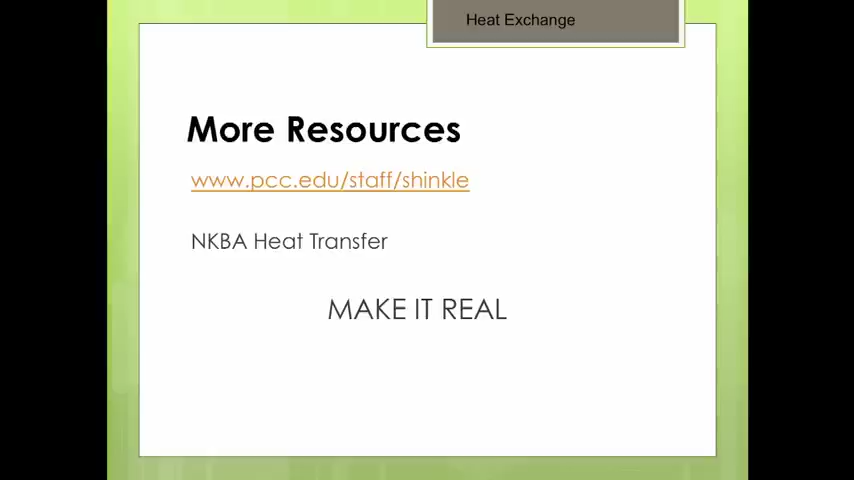 Heat Exchange
More Resources
www.pcc.edu/staff/shinkle
NKBA Heat Transfer
MAKE IT REAL